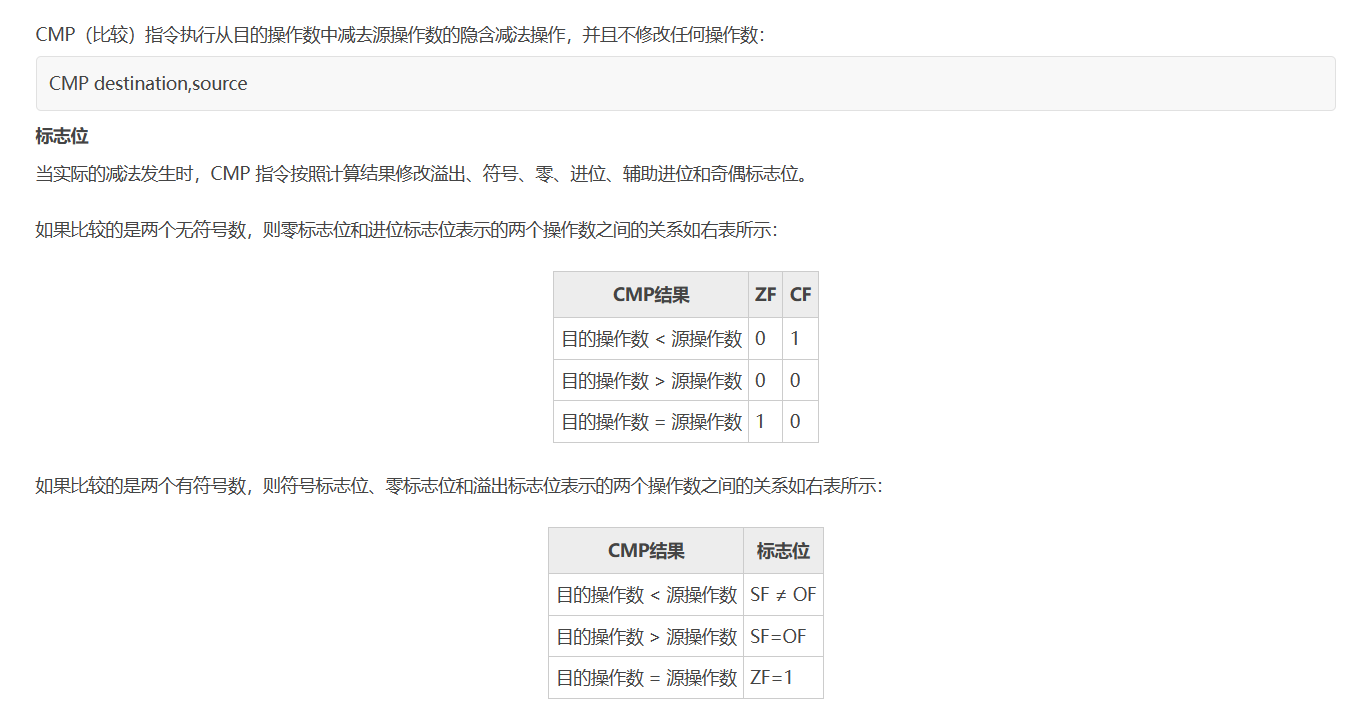 CMP（比较）指令执行从目的操作数中减去源操作数的隐含减法操作，并且不修改任何操作数：
CMP destination,source
标志位
当实际的减法发生时，CMP 指令按照计算结果修改溢出、符号、零、进位、辅助进位和奇偶标志位。
如果比较的是两个无符号数，则零标志位和进位标志位表示的两个操作数之间的关系如右表所示：
CMP结果 ZF CF
目的操作数 < 源操作数 0 1
目的操作数 > 源操作数 0 0
目的操作数 = 源操作数 1 0
如果比较的是两个有符号数，则符号标志位、零标志位和溢出标志位表示的两个操作数之间的关系如右表所示：
CMP结果 标志位
目的操作数 < 源操作数 SF ≠ OF
目的操作数 > 源操作数 SF=OF
目的操作数 = 源操作数 ZF=1